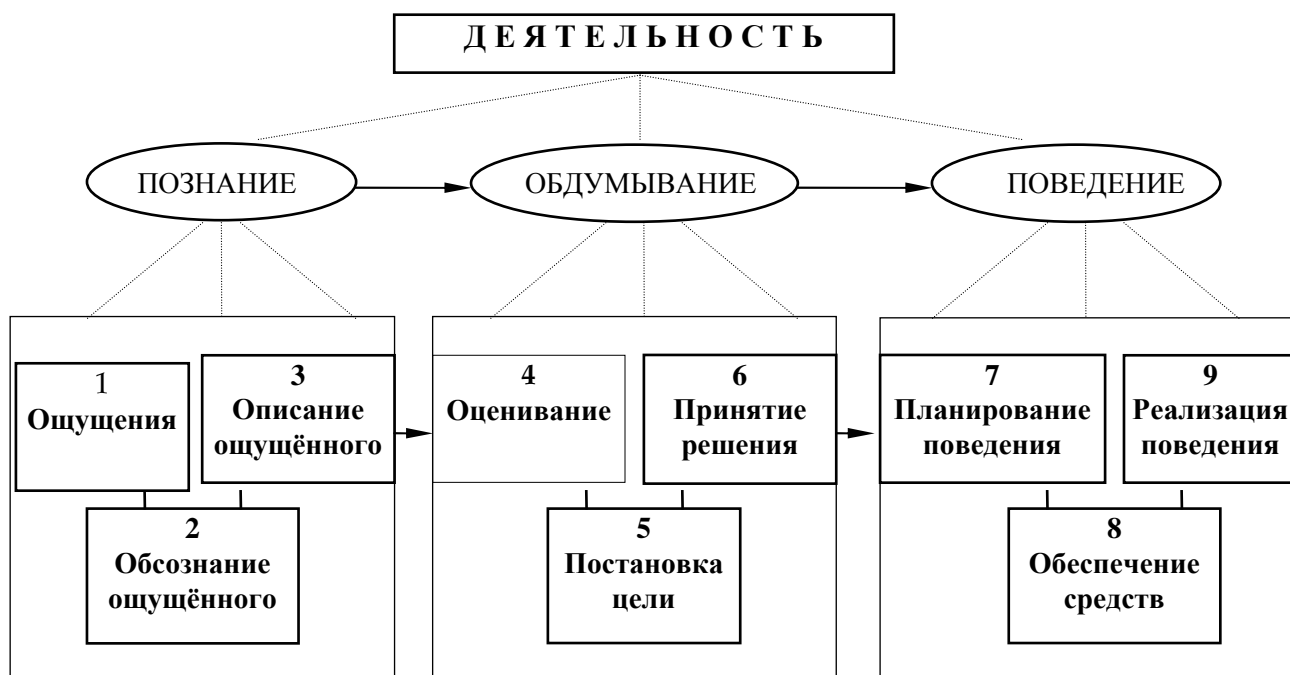 Д Е Я Т Е Л Ь Н О С Т Ь
ПОЗНАНИЕ
ОБДУМЫВАНИЕ
ПОВЕДЕНИЕ
1
Ощущения
3
Описание
ощущённого
2
Обсознание
ощущённого
4
Оценивание
6
Принятие
решения
5
Постановка
цели
7
Планирование
поведения
9
Реализация
поведения
8
Обеспечение
средств